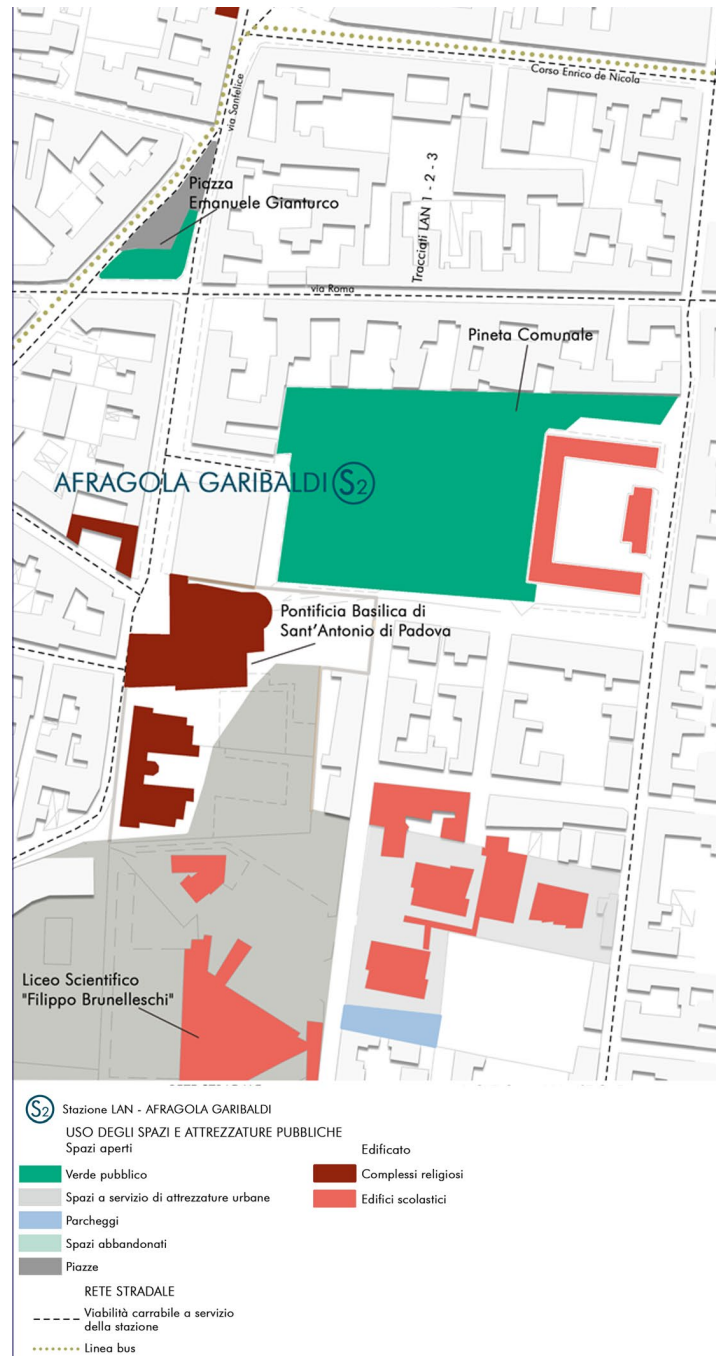 Corso Enrico de Nicola
via Sanfelice
Piazza
Emanuele Gianturco
Tracciati LAN 1 - 2 - 3
via Roma
Pineta Comunale
AFRAGOLA GARIBALDI S2
Pontificia Basilica di
Sant'Antonio di Padova
Liceo Scientifico
"Filippo Brunelleschi"
S2 Stazione LAN - AFRAGOLA GARIBALDI
USO DEGLI SPAZI E ATTREZZATURE PUBBLICHE
Spazi aperti
Edificato
Verde pubblico
Complessi religiosi
Spazi a servizio di attrezzature urbane
Edifici scolastici
Parcheggi
Spazi abbandonati
Piazze
RETE STRADALE
Viabilità carrabile a servizio
della stazione
Linea bus